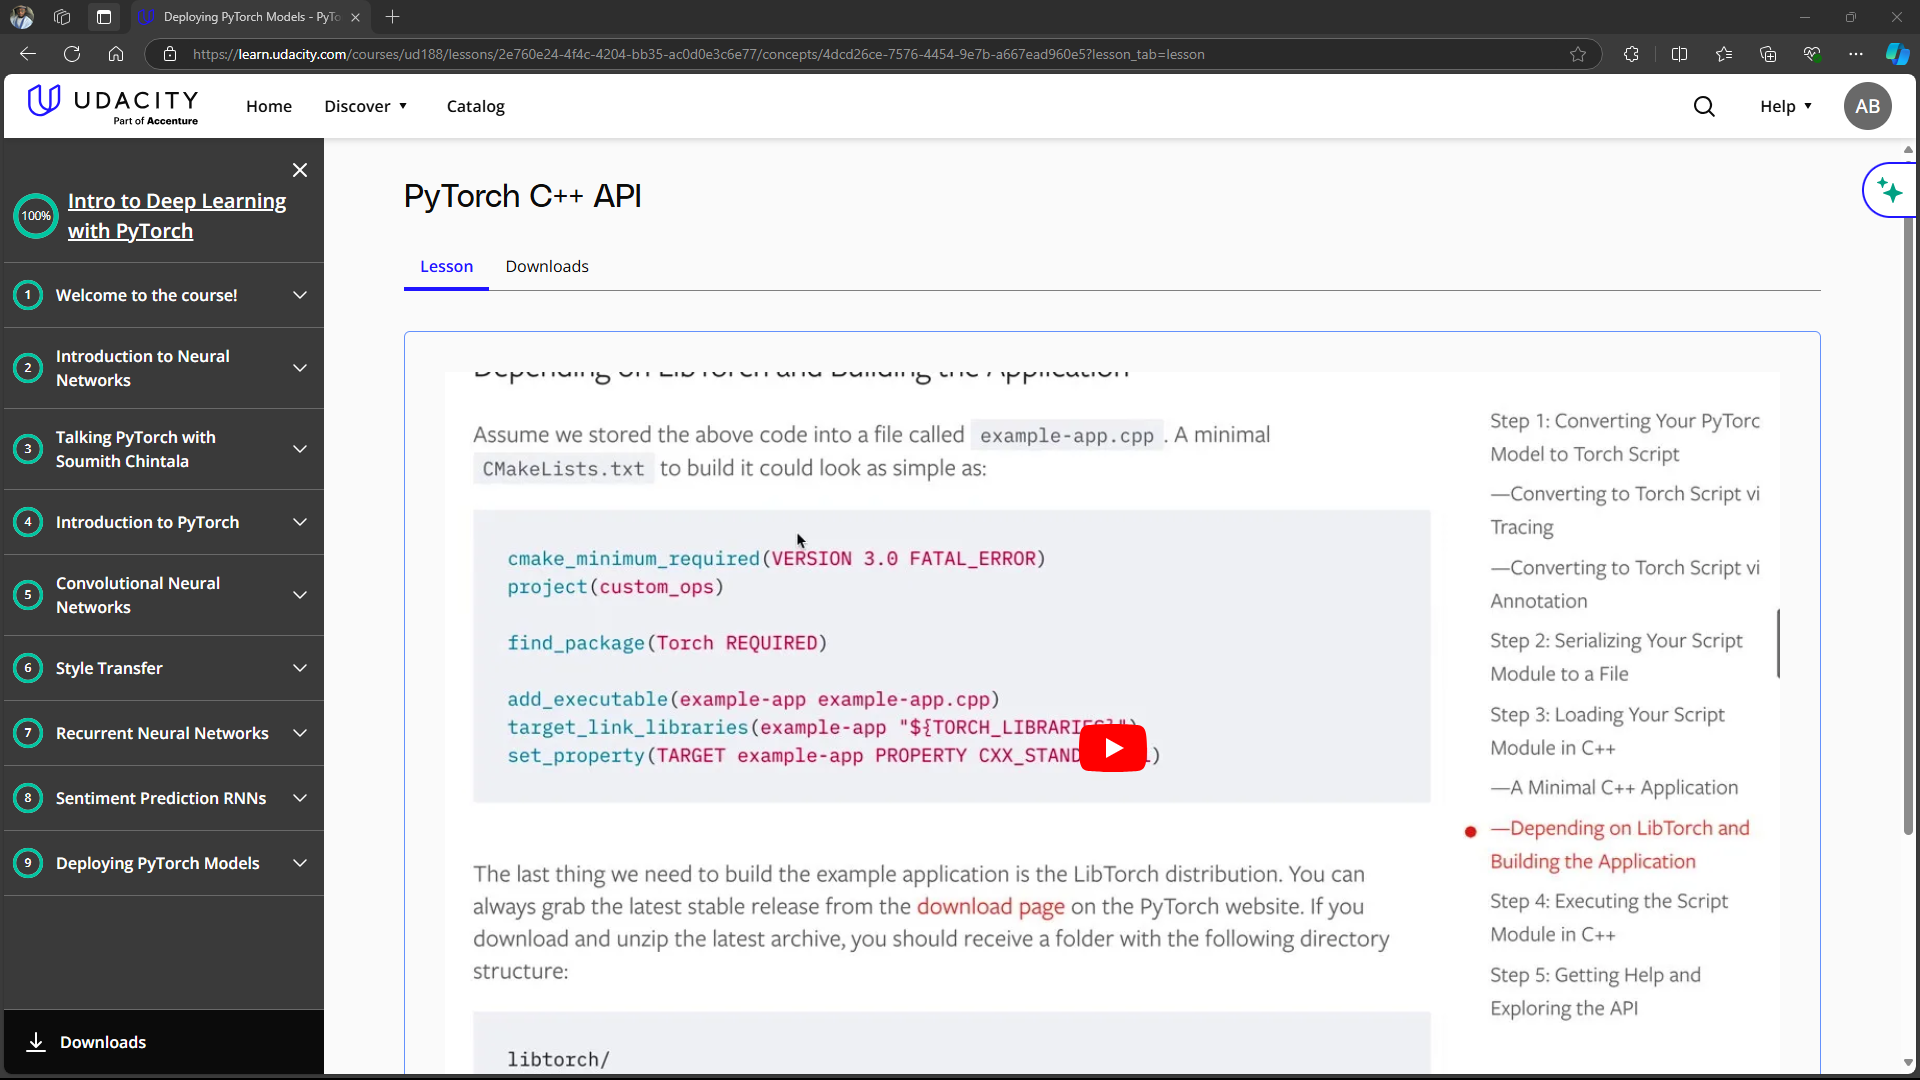 Deploying PyTorch Models - PyTo
https://learn.udacity.com/courses/ud188/lessons/2e760e24-4f4c-4204-bb35-ac0d0e3c6e77/concepts/4dcd26ce-7576-4454-9e7b-a667ead960e5?lesson_tab=lesson
UDACITY
Part of Accenture
Home
Discover
Catalog
Help
AB
100%
Intro to Deep Learning
with PyTorch
1
Welcome to the course!
2
Introduction to Neural
Networks
3
Talking PyTorch with
Soumith Chintala
4
Introduction to PyTorch
5
Convolutional Neural
Networks
6
Style Transfer
7
Recurrent Neural Networks
8
Sentiment Prediction RNNs
9
Deploying PyTorch Models
Downloads
PyTorch C++ API
Lesson
Downloads
Depending on LibTorch and Building the Application
Assume we stored the above code into a file called example-app.cpp . A minimal
CMakeLists.txt to build it could look as simple as:
cmake_minimum_required(VERSION 3.0 FATAL_ERROR)
project(custom_ops)
find_package(Torch REQUIRED)
add_executable(example-app example-app.cpp)
target_link_libraries(example-app "${TORCH_LIBRARIES}")
set_property(TARGET example-app PROPERTY CXX_STAND
The last thing we need to build the example application is the LibTorch distribution. You can
always grab the latest stable release from the download page on the PyTorch website. If you
download and unzip the latest archive, you should receive a folder with the following directory
structure:
libtorch/
Step 1: Converting Your PyTorc
Model to Torch Script
—Converting to Torch Script vi
Tracing
—Converting to Torch Script vi
Annotation
Step 2: Serializing Your Script
Module to a File
Step 3: Loading Your Script
Module in C++
—A Minimal C++ Application
—Depending on LibTorch and
Building the Application
Step 4: Executing the Script
Module in C++
Step 5: Getting Help and
Exploring the API